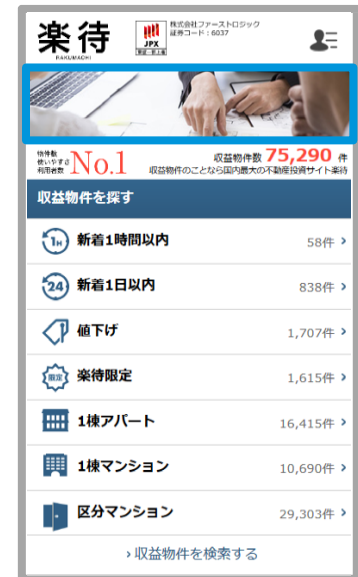 楽待
RAKUMACHI
JPX
株式会社ファーストロジック
証券コード：6037
物件数
使いやすさ
利用者数
No.1
収益物件数 75,290 件
収益物件のことなら国内最大の不動産投資サイト楽待
収益物件を探す
1H 新着1時間以内 58件 ›
24 新着1日以内 838件 ›
値下げ 1,707件 ›
限定 楽待限定 1,615件 ›
1棟アパート 16,415件 ›
1棟マンション 10,690件 ›
区分マンション 29,303件 ›
›収益物件を検索する